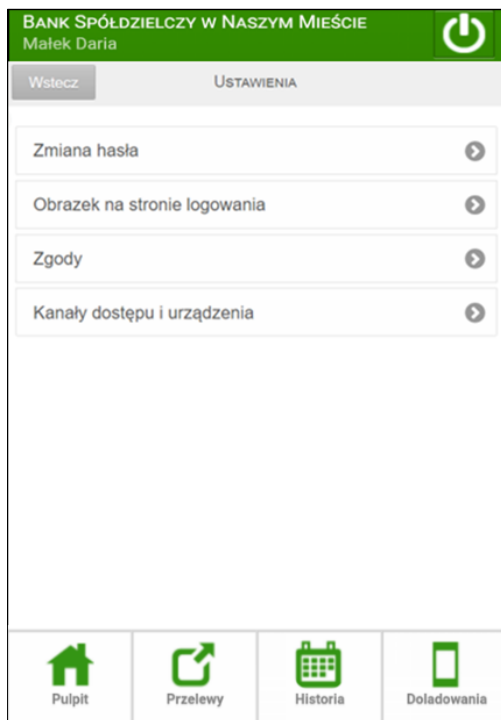 Bank Spółdzielczy w Naszym Mieście
Małek Daria
Wstecz
Ustawienia
Zmiana hasła
Obrazek na stronie logowania
Zgody
Kanały dostępu i urządzenia
Pulpit
Przelewy
Historia
Doladowania